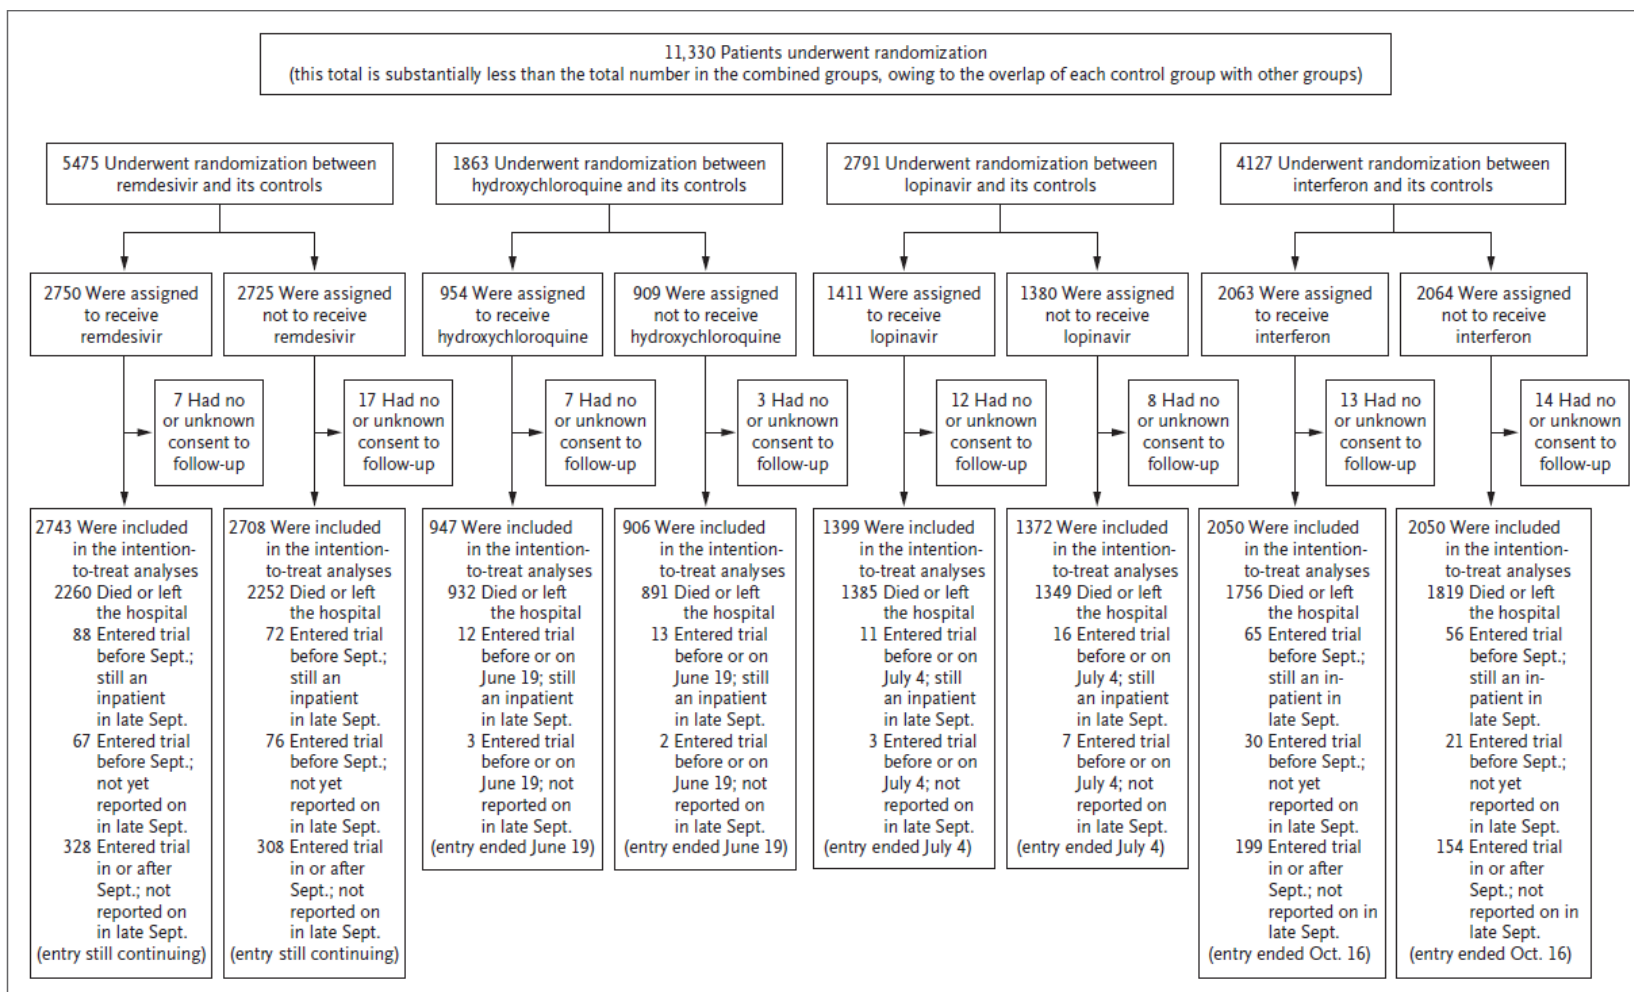 11,330 Patients underwent randomization
(this total is substantially less than the total number in the combined groups, owing to the overlap of each control group with other groups)
5475 Underwent randomization between
remdesivir and its controls
1863 Underwent randomization between
hydroxychloroquine and its controls
2791 Underwent randomization between
lopinavir and its controls
4127 Underwent randomization between
interferon and its controls
2750 Were assigned
to receive
remdesivir
2725 Were assigned
not to receive
remdesivir
954 Were assigned
to receive
hydroxychloroquine
909 Were assigned
not to receive
hydroxychloroquine
1411 Were assigned
to receive
lopinavir
1380 Were assigned
not to receive
lopinavir
2063 Were assigned
to receive
interferon
2064 Were assigned
not to receive
interferon
7 Had no
or unknown
consent to
follow-up
17 Had no
or unknown
consent to
follow-up
7 Had no
or unknown
consent to
follow-up
3 Had no
or unknown
consent to
follow-up
12 Had no
or unknown
consent to
follow-up
8 Had no
or unknown
consent to
follow-up
13 Had no
or unknown
consent to
follow-up
14 Had no
or unknown
consent to
follow-up
2743 Were included
in the intention-
to-treat analyses
2260 Died or left
the hospital
88 Entered trial
before Sept.;
still an
inpatient
in late Sept.
67 Entered trial
before Sept.;
not yet
reported on
in late Sept.
328 Entered trial
in or after
Sept.; not
reported on
in late Sept.
(entry still continuing)
2708 Were included
in the intention-
to-treat analyses
2252 Died or left
the hospital
72 Entered trial
before Sept.;
still an
inpatient
in late Sept.
76 Entered trial
before Sept.;
not yet
reported on
in late Sept.
308 Entered trial
in or after
Sept.; not
reported on
in late Sept.
(entry still continuing)
947 Were included
in the intention-
to-treat analyses
932 Died or left
the hospital
12 Entered trial
before or on
June 19; still
an inpatient
in late Sept.
3 Entered trial
before or on
June 19; not
reported on
in late Sept.
(entry ended June 19)
906 Were included
in the intention-
to-treat analyses
891 Died or left
the hospital
13 Entered trial
before or on
June 19; still
an inpatient
in late Sept.
2 Entered trial
before or on
June 19; not
reported on
in late Sept.
(entry ended June 19)
1399 Were included
in the intention-
to-treat analyses
1385 Died or left
the hospital
11 Entered trial
before or on
July 4; still
an inpatient
in late Sept.
3 Entered trial
before or on
July 4; not
reported on
in late Sept.
(entry ended July 4)
1372 Were included
in the intention-
to-treat analyses
1349 Died or left
the hospital
16 Entered trial
before or on
July 4; still
an inpatient
in late Sept.
7 Entered trial
before or on
July 4; not
reported on
in late Sept.
(entry ended July 4)
2050 Were included
in the intention-
to-treat analyses
1756 Died or left
the hospital
65 Entered trial
before Sept.;
still an in-
patient in
late Sept.
30 Entered trial
before Sept.;
not yet
reported on
in late Sept.
199 Entered trial
in or after
Sept.; not
reported on in
late Sept.
(entry ended Oct. 16)
2050 Were included
in the intention-
to-treat analyses
1819 Died or left
the hospital
56 Entered trial
before Sept.;
still an in-
patient in
late Sept.
21 Entered trial
before Sept.;
not yet
reported on
in late Sept.
154 Entered trial
in or after
Sept.; not
reported on in
late Sept.
(entry ended Oct. 16)